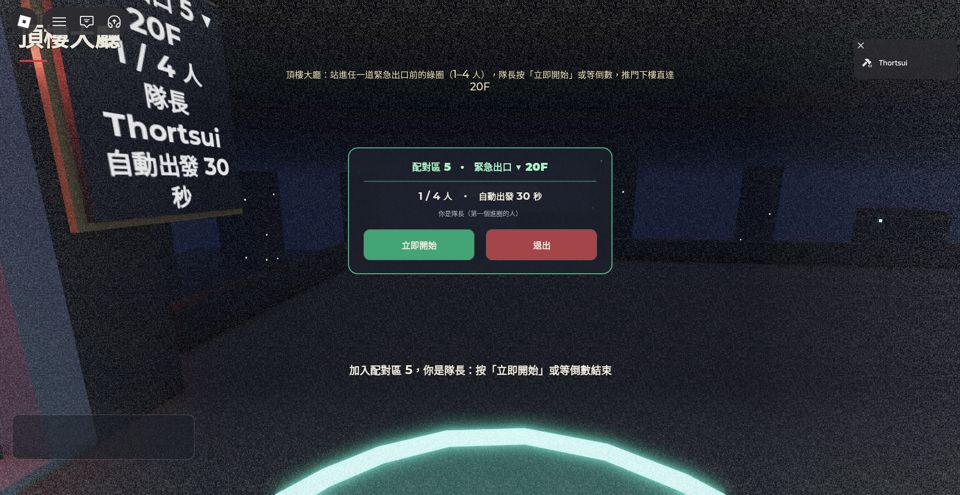 頂樓大廳
5 ▼
20F
1 / 4 人
隊長
Thortsui
自動出發 30
秒
Thortsui
頂樓大廳：站進任一道緊急出口前的綠圈（1–4 人），隊長按「立即開始」或等倒數，推門下樓直達
20F
配對區 5 • 緊急出口 ▼ 20F
1 / 4 人 • 自動出發 30 秒
你是隊長（第一個進圈的人）
立即開始
退出
加入配對區 5，你是隊長：按「立即開始」或等倒數結束